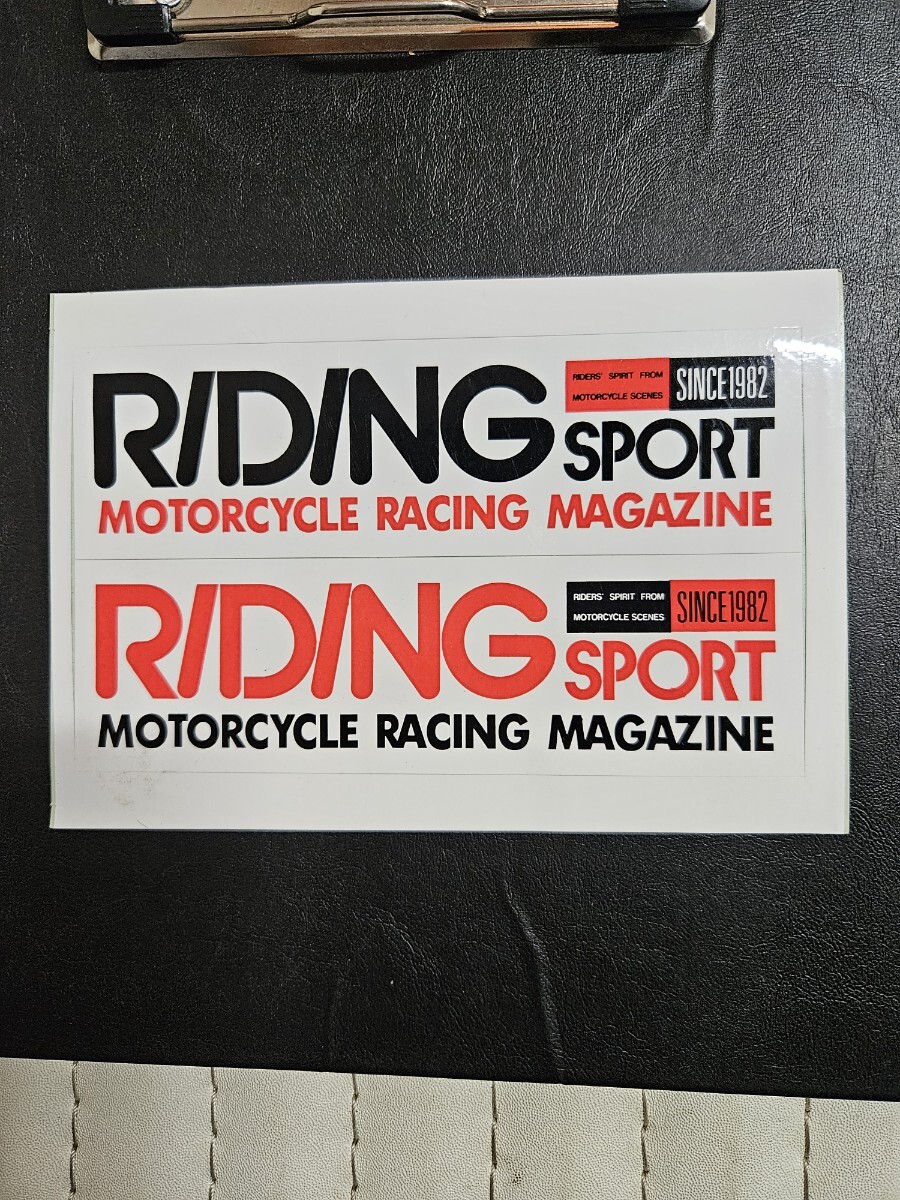 RIDING
RIDERS' SPIRIT FROM
MOTORCYCLE SCENES
SINCE1982
SPORT
MOTORCYCLE RACING MAGAZINE
RIDING
RIDERS' SPIRIT FROM
MOTORCYCLE SCENES
SINCE1982
SPORT
MOTORCYCLE RACING MAGAZINE